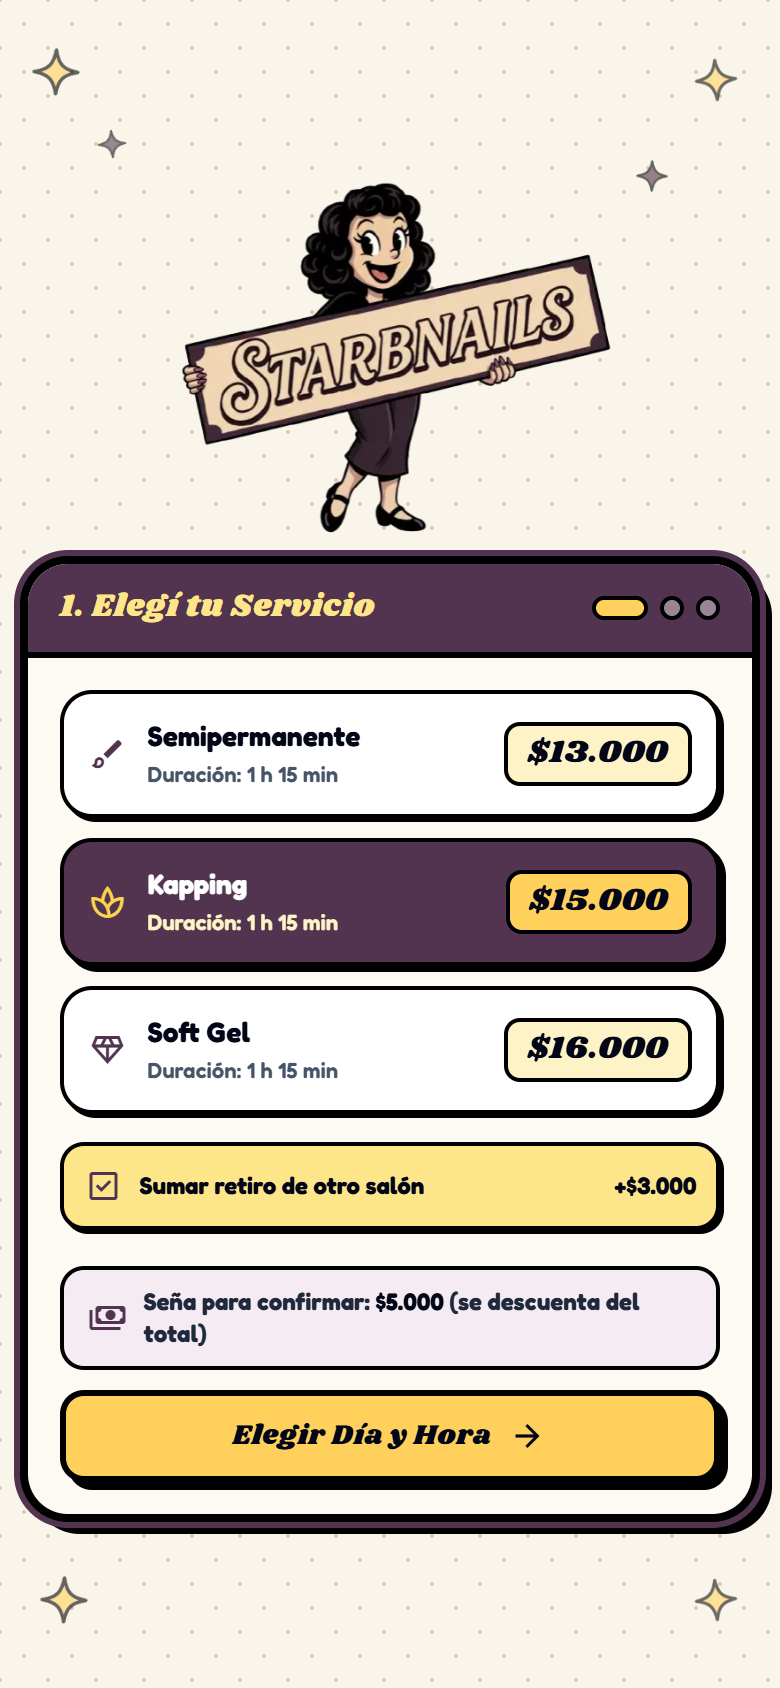 STARBNAILS
1. Elegí tu Servicio
Semipermanente
Duración: 1 h 15 min
$13.000
Kapping
Duración: 1 h 15 min
$15.000
Soft Gel
Duración: 1 h 15 min
$16.000
Sumar retiro de otro salón
+$3.000
Seña para confirmar: $5.000 (se descuenta del
total)
Elegir Día y Hora →